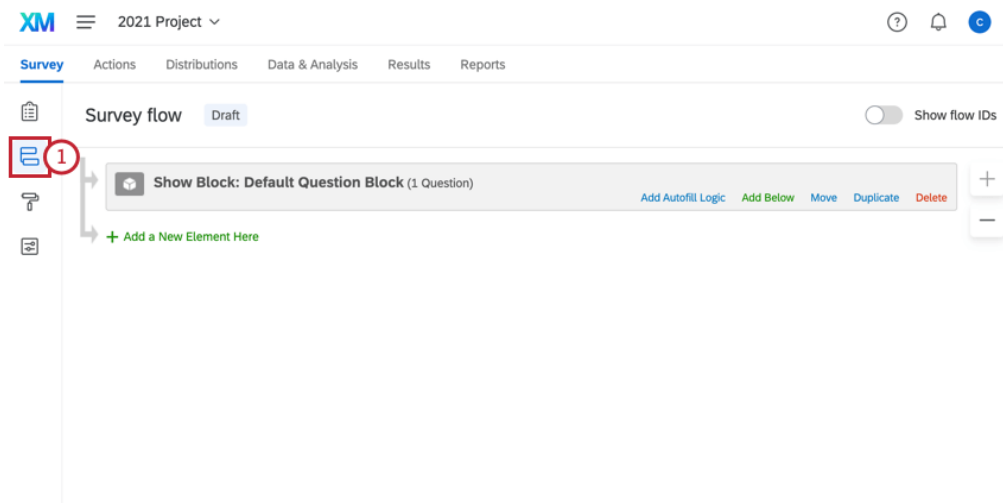 XM 2021 Project
Survey Actions Distributions Data & Analysis Results Reports
Survey flow Draft Show flow IDs
1
Show Block: Default Question Block (1 Question)
Add Autofill Logic Add Below Move Duplicate Delete
+ Add a New Element Here
C